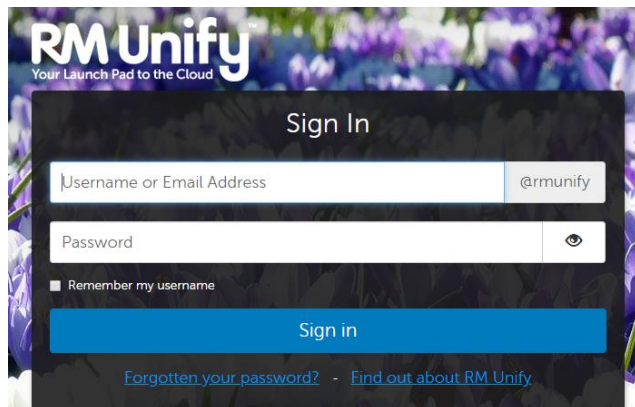 RM Unify™
Your Launch Pad to the Cloud
Sign In
Username or Email Address @rmunify
Password
Remember my username
Sign in
Forgotten your password? - Find out about RM Unify